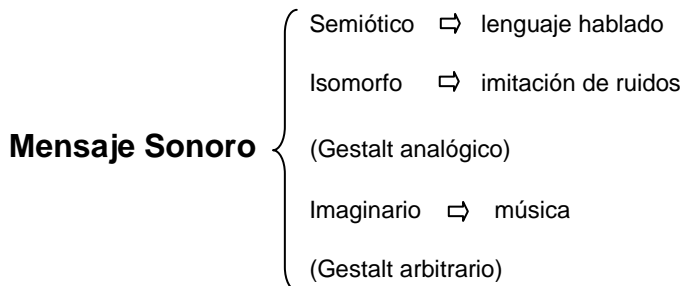 Semiótico ⇨ lenguaje hablado
Isomorfo ⇨ imitación de ruidos
Mensaje Sonoro
(Gestalt analógico)
Imaginario ⇨ música
(Gestalt arbitrario)